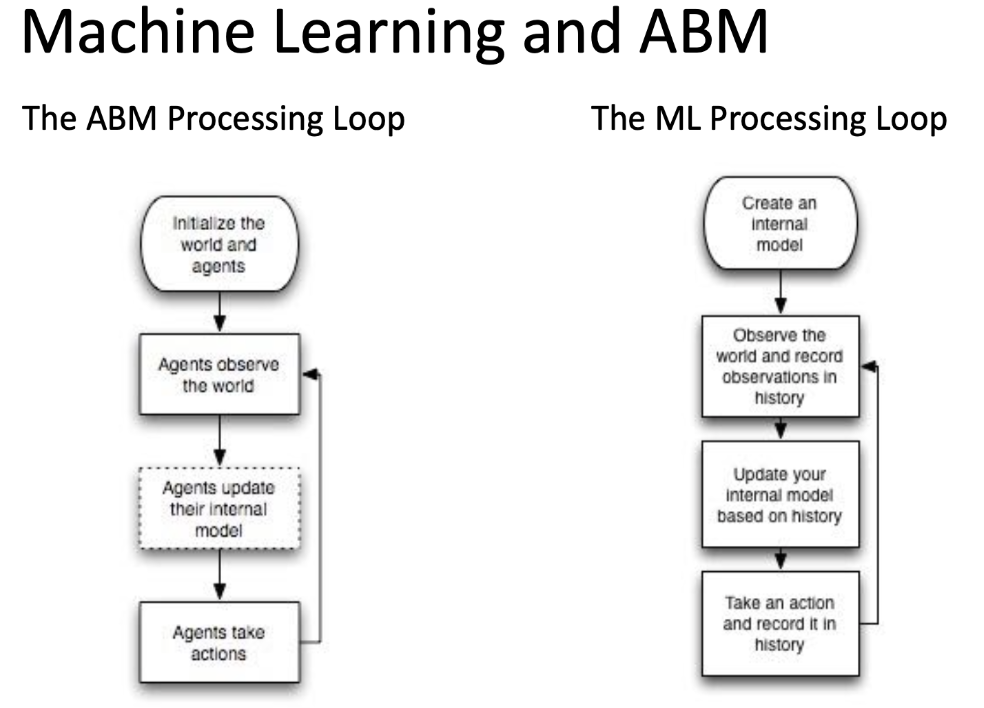 Machine Learning and ABM
The ABM Processing Loop
Initialize the
world and
agents
Agents observe
the world
Agents update
their internal
model
Agents take
actions
The ML Processing Loop
Create an
internal
model
Observe the
world and record
observations in
history
Update your
internal model
based on history
Take an action
and record it in
history